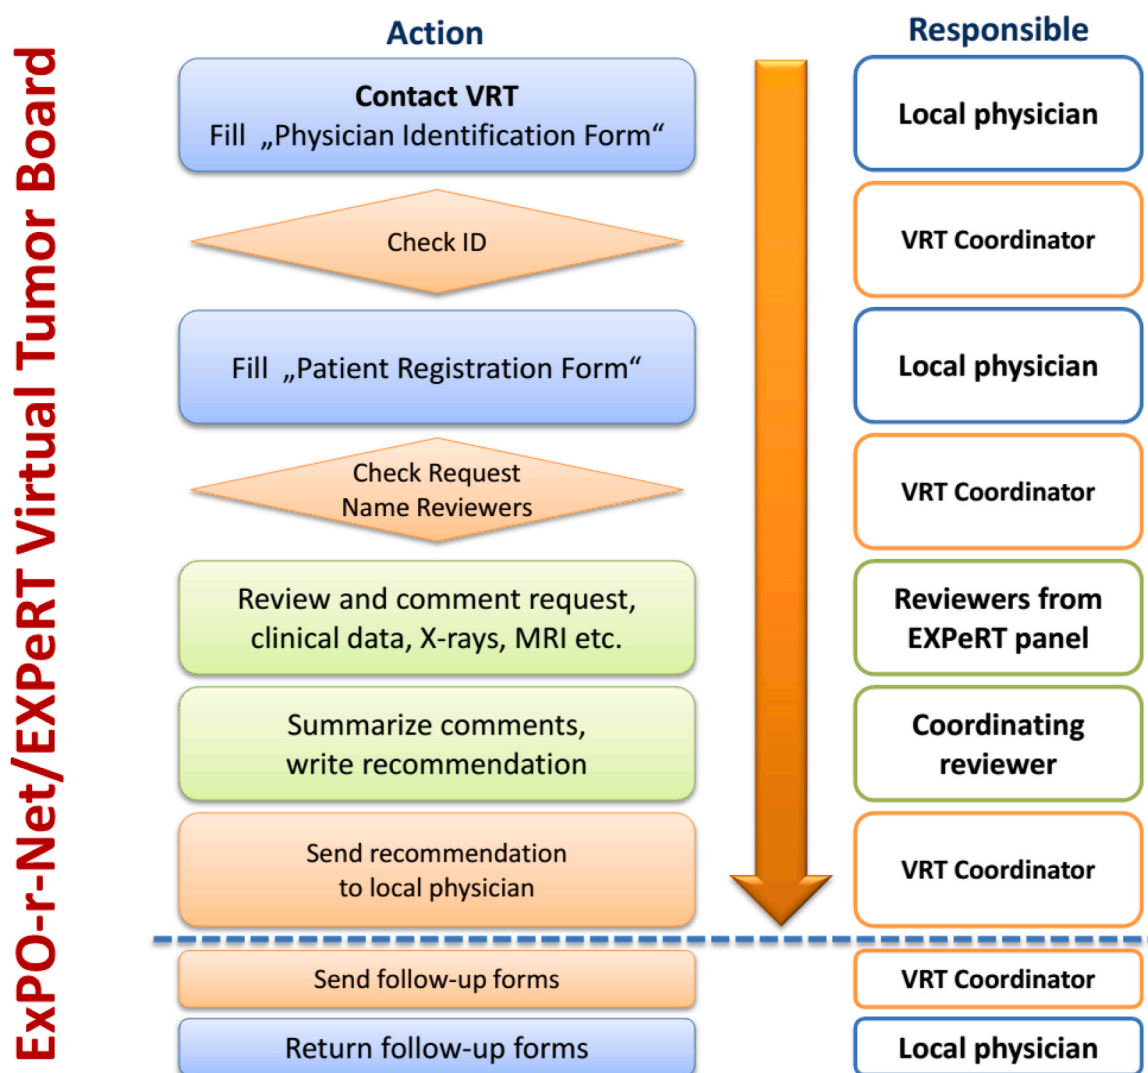 ExPO-r-Net/EXPeRT Virtual Tumor Board
Action
Responsible
Contact VRT
Fill „Physician Identification Form“
Local physician
Check ID
VRT Coordinator
Fill „Patient Registration Form“
Local physician
Check Request
Name Reviewers
VRT Coordinator
Review and comment request,
clinical data, X-rays, MRI etc.
Reviewers from
EXPeRT panel
Summarize comments,
write recommendation
Coordinating
reviewer
Send recommendation
to local physician
VRT Coordinator
Send follow-up forms
VRT Coordinator
Return follow-up forms
Local physician